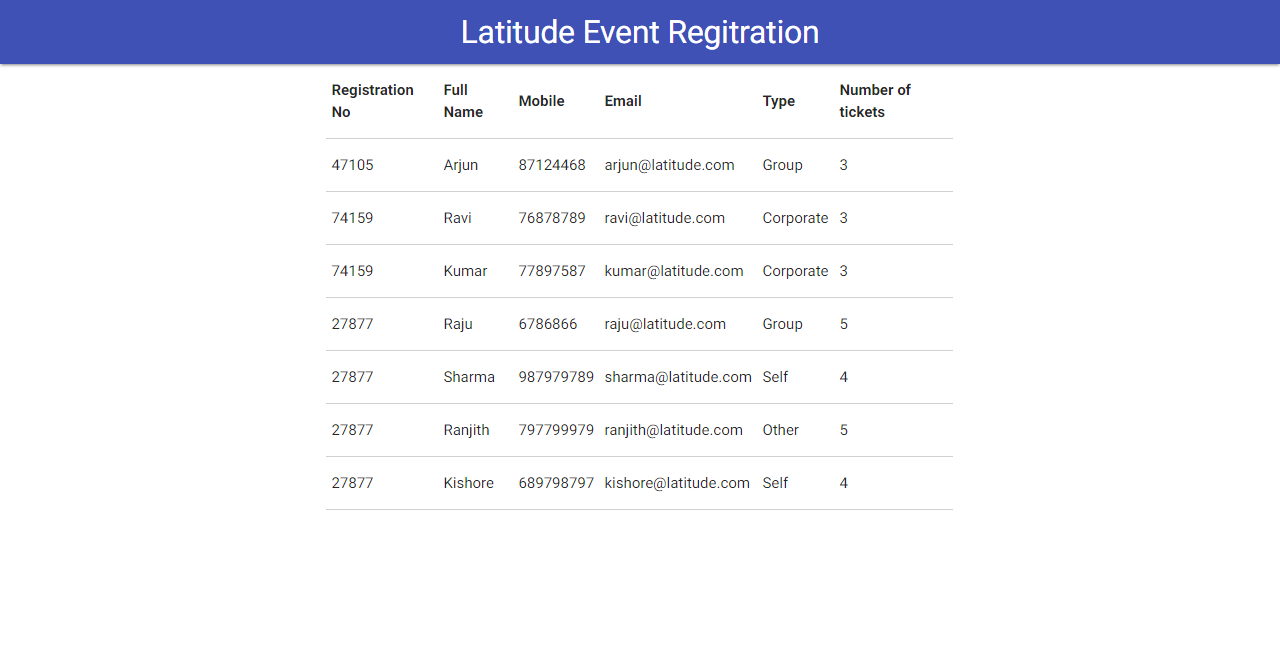 Latitude Event Regitration
Registration No Full Name Mobile Email Type Number of tickets
47105 Arjun 87124468 arjun@latitude.com Group 3
74159 Ravi 76878789 ravi@latitude.com Corporate 3
74159 Kumar 77897587 kumar@latitude.com Corporate 3
27877 Raju 6786866 raju@latitude.com Group 5
27877 Sharma 987979789 sharma@latitude.com Self 4
27877 Ranjith 797799979 ranjith@latitude.com Other 5
27877 Kishore 689798797 kishore@latitude.com Self 4